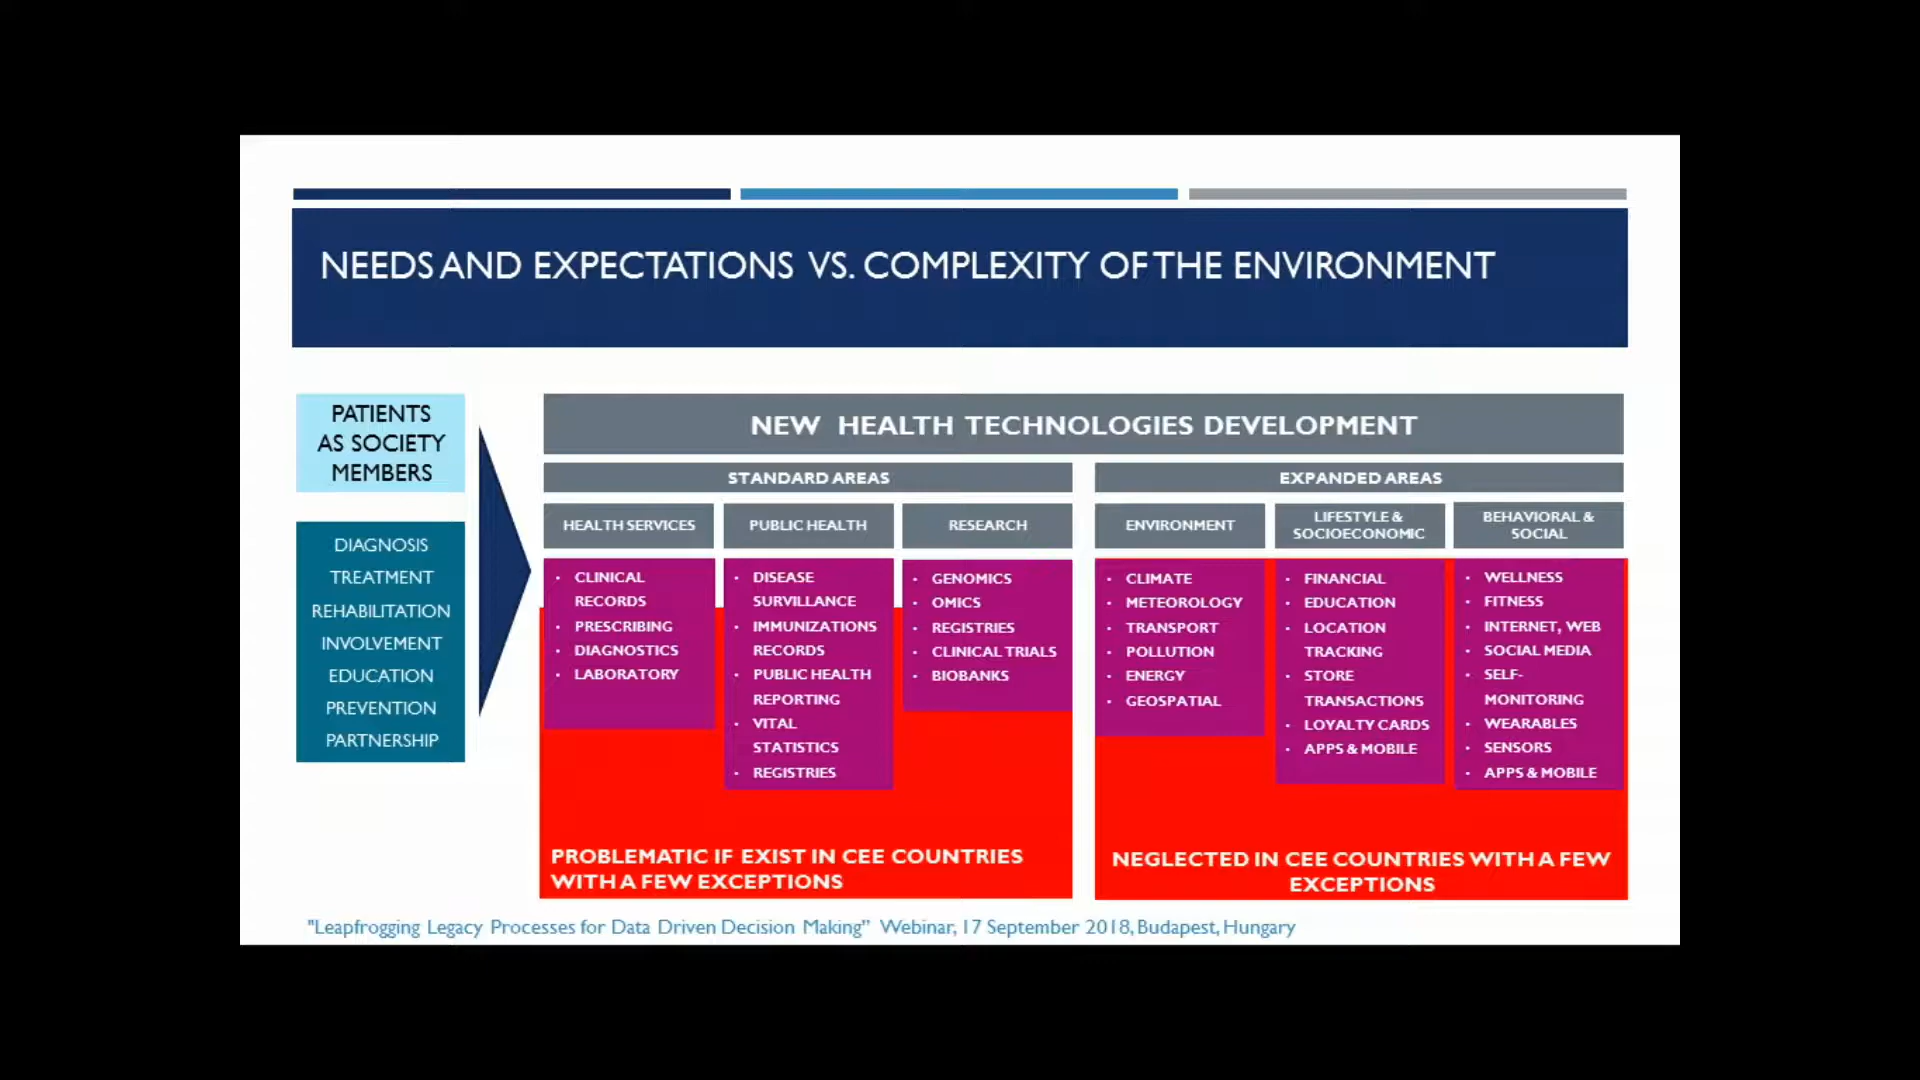 NEEDS AND EXPECTATIONS VS. COMPLEXITY OF THE ENVIRONMENT
PATIENTS
AS SOCIETY
MEMBERS
DIAGNOSIS
TREATMENT
REHABILITATION
INVOLVEMENT
EDUCATION
PREVENTION
PARTNERSHIP
NEW HEALTH TECHNOLOGIES DEVELOPMENT
STANDARD AREAS
HEALTH SERVICES
• CLINICAL
RECORDS
• PRESCRIBING
• DIAGNOSTICS
• LABORATORY
PUBLIC HEALTH
• DISEASE
SURVILLANCE
• IMMUNIZATIONS
RECORDS
• PUBLIC HEALTH
REPORTING
• VITAL
STATISTICS
• REGISTRIES
RESEARCH
• GENOMICS
• OMICS
• REGISTRIES
• CLINICAL TRIALS
• BIOBANKS
PROBLEMATIC IF EXIST IN CEE COUNTRIES
WITH A FEW EXCEPTIONS
EXPANDED AREAS
ENVIRONMENT
• CLIMATE
• METEOROLOGY
• TRANSPORT
• POLLUTION
• ENERGY
• GEOSPATIAL
LIFESTYLE &
SOCIOECONOMIC
• FINANCIAL
• EDUCATION
• LOCATION
TRACKING
• STORE
TRANSACTIONS
• LOYALTY CARDS
• APPS & MOBILE
BEHAVIORAL &
SOCIAL
• WELLNESS
• FITNESS
• INTERNET, WEB
• SOCIAL MEDIA
• SELF-
MONITORING
• WEARABLES
• SENSORS
• APPS & MOBILE
NEGLECTED IN CEE COUNTRIES WITH A FEW
EXCEPTIONS
"Leapfrogging Legacy Processes for Data Driven Decision Making" Webinar, 17 September 2018, Budapest, Hungary